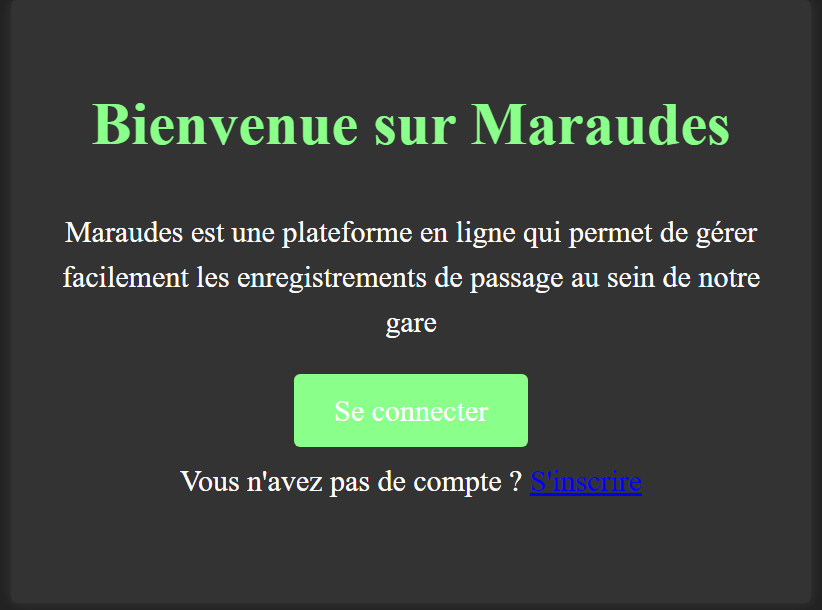 Bienvenue sur Maraudes
Maraudes est une plateforme en ligne qui permet de gérer
facilement les enregistrements de passage au sein de notre
gare
Se connecter
Vous n'avez pas de compte ? S'inscrire